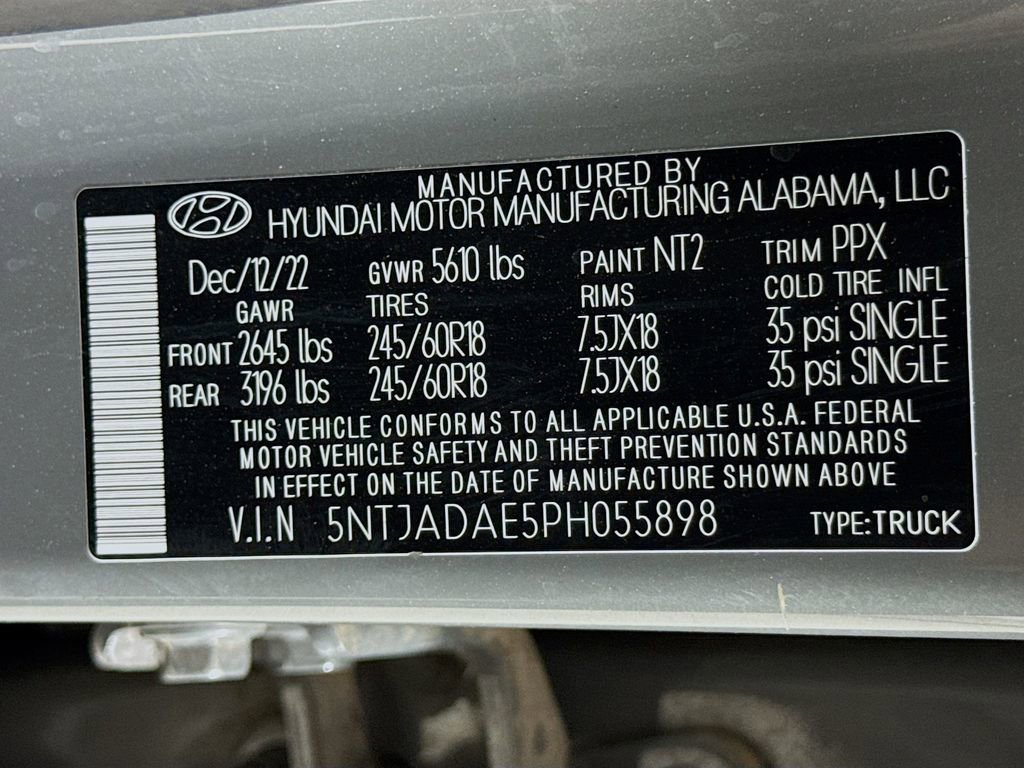 MANUFACTURED BY
HYUNDAI MOTOR MANUFACTURING ALABAMA, LLC
Dec/12/22 GVWR 5610 lbs PAINT NT2 TRIM PPX
GAWR TIRES RIMS COLD TIRE INFL
FRONT 2645 lbs 245/60R18 7.5JX18 35 psi SINGLE
REAR 3196 lbs 245/60R18 7.5JX18 35 psi SINGLE
THIS VEHICLE CONFORMS TO ALL APPLICABLE U.S.A. FEDERAL
MOTOR VEHICLE SAFETY AND THEFT PREVENTION STANDARDS
IN EFFECT ON THE DATE OF MANUFACTURE SHOWN ABOVE
V.I.N 5NTJADAE5PH055898 TYPE:TRUCK